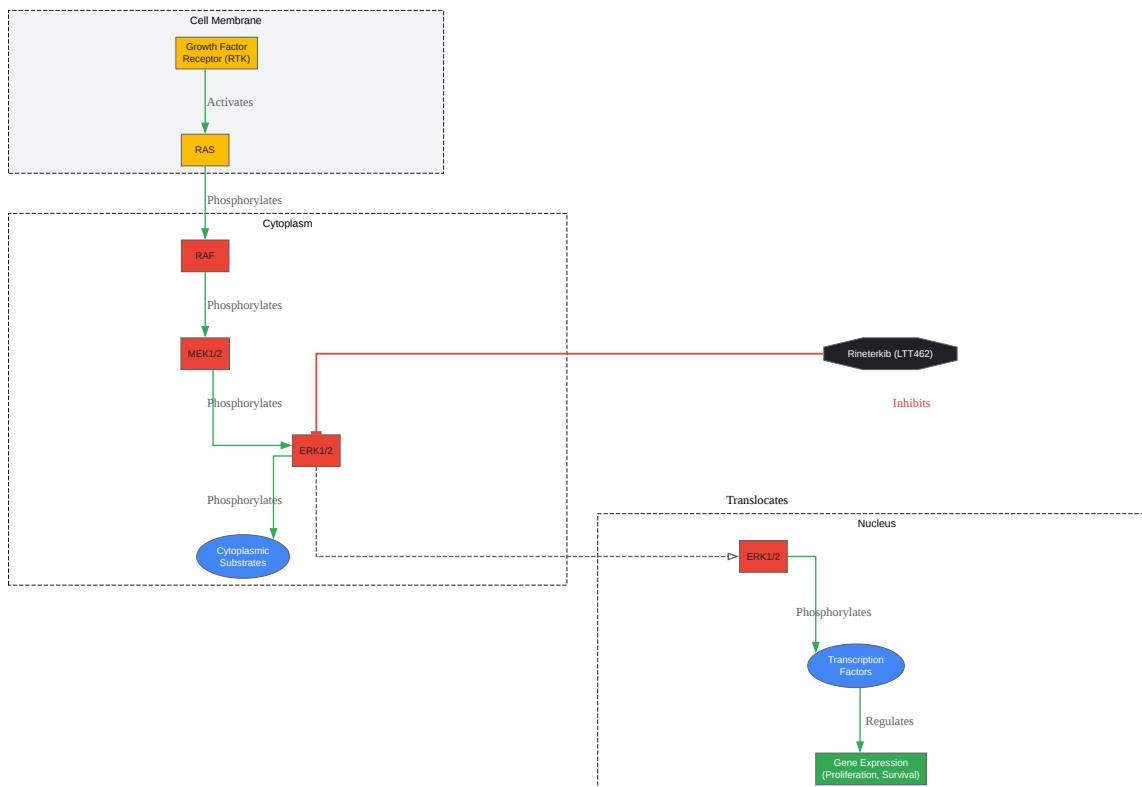 Cell Membrane
Growth Factor
Receptor (RTK)
Activates
RAS
Phosphorylates
Cytoplasm
RAF
Phosphorylates
MEK1/2
Rineterkib (LTT462)
Phosphorylates
Inhibits
ERK1/2
Phosphorylates
Translocates
Nucleus
Cytoplasmic
Substrates
ERK1/2
Phosphorylates
Transcription
Factors
Regulates
Gene Expression
(Proliferation, Survival)